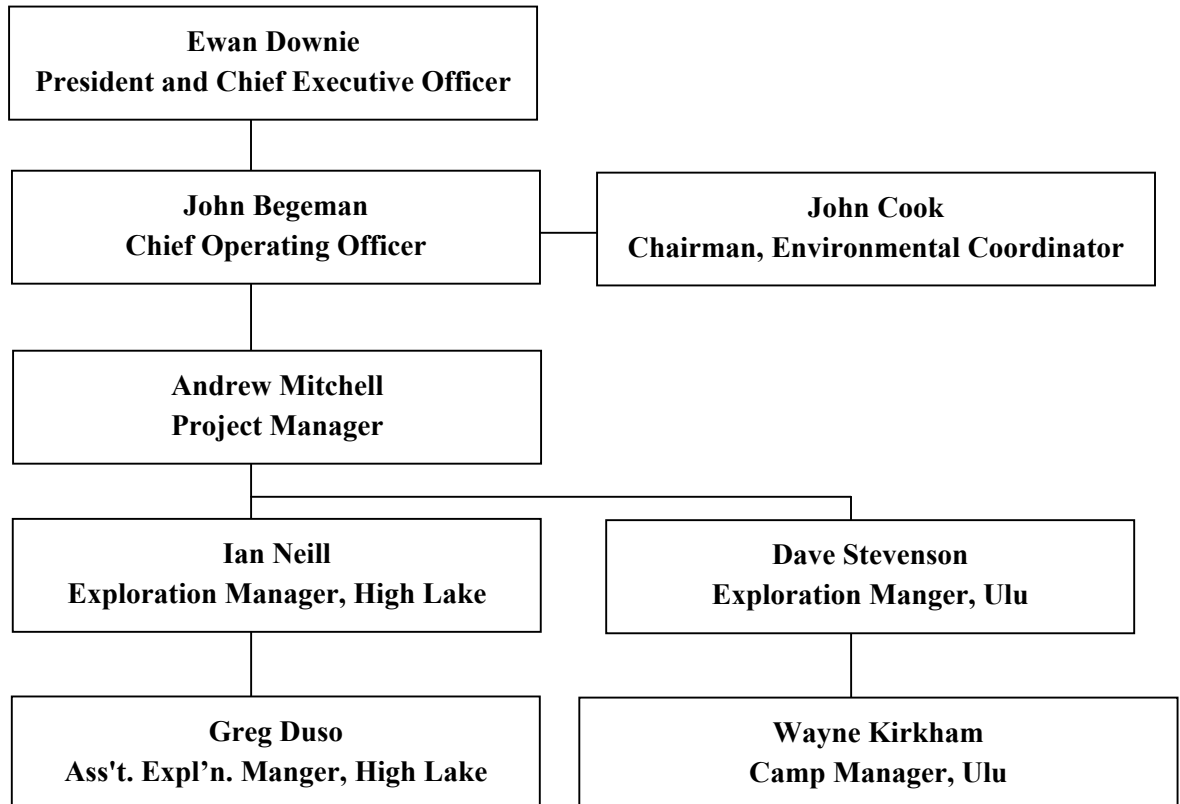 Ewan Downie
President and Chief Executive Officer
John Begeman
Chief Operating Officer
John Cook
Chairman, Environmental Coordinator
Andrew Mitchell
Project Manager
Ian Neill
Exploration Manager, High Lake
Dave Stevenson
Exploration Manger, Ulu
Greg Duso
Ass't. Expl’n. Manger, High Lake
Wayne Kirkham
Camp Manager, Ulu